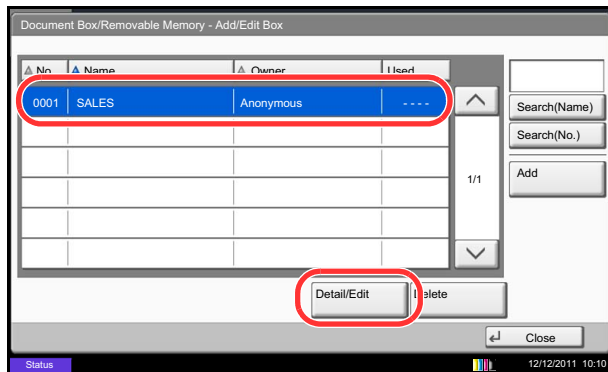 Document Box/Removable Memory - Add/Edit Box
No. Name Owner Used
0001 SALES Anonymous - - - -
Search(Name)
Search(No.)
1/1
Add
Detail/Edit Delete
Close
Status 12/12/2011 10:10